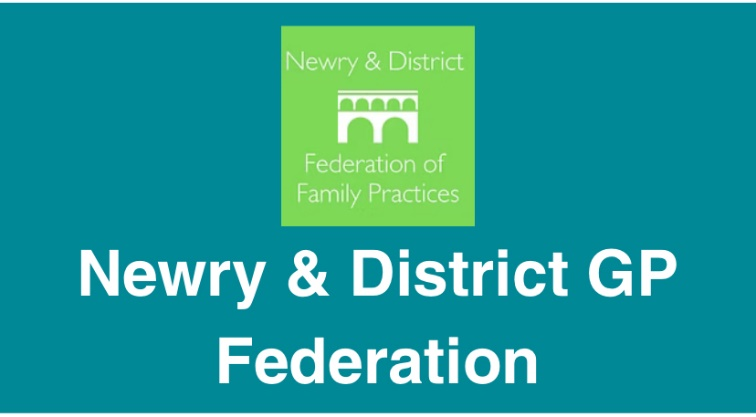 Newry & District
Federation of
Family Practices
Newry & District GP
Federation